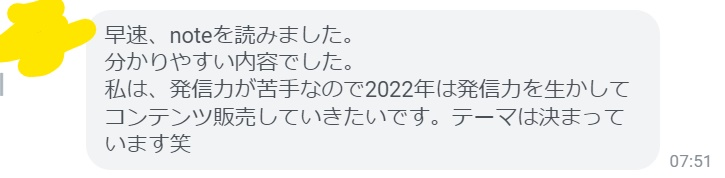 早速、noteを読みました。
分かりやすい内容でした。
私は、発信力が苦手なので2022年は発信力を生かして
コンテンツ販売していきたいです。テーマは決まって
います笑
07:51